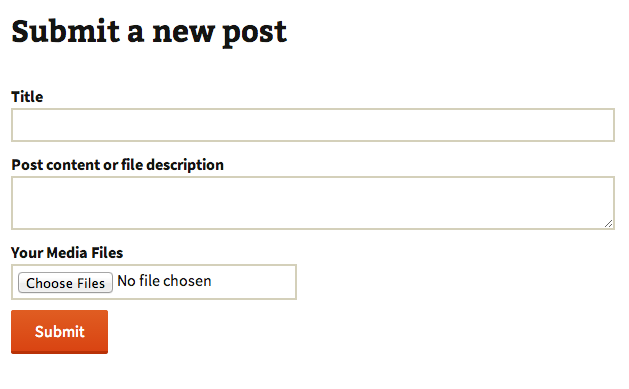 Submit a new post
Title
Post content or file description
Your Media Files
Choose Files No file chosen
Submit